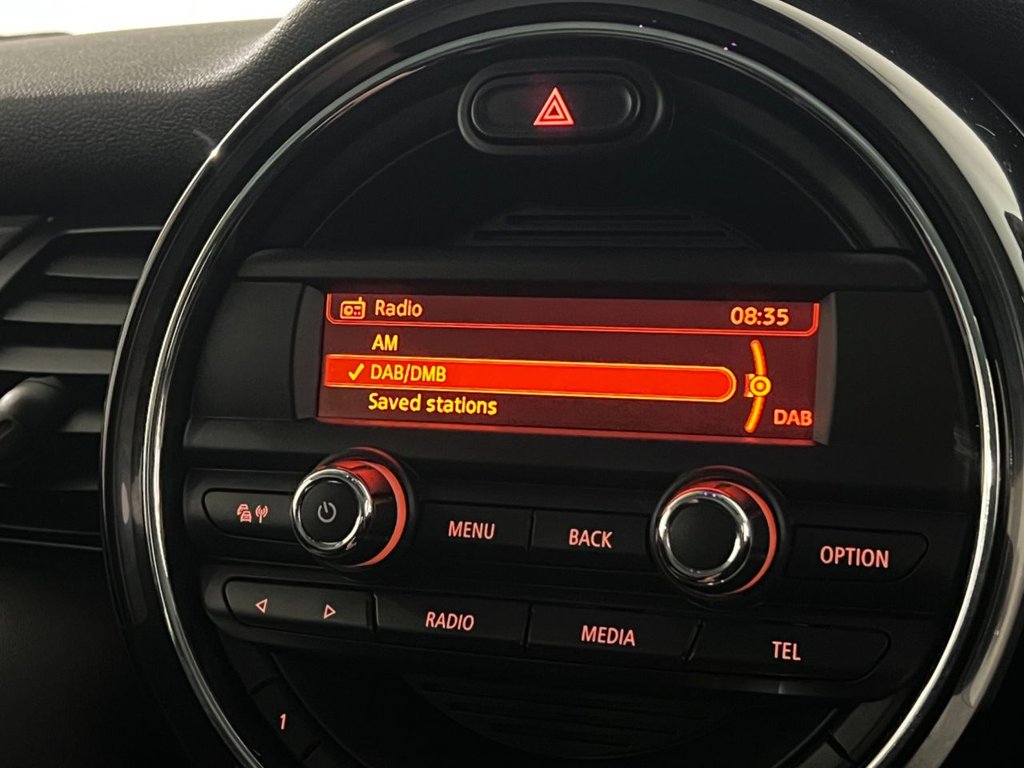 Radio 08:35
AM
DAB/DMB
Saved stations
DAB
MENU BACK OPTION
RADIO MEDIA TEL
1